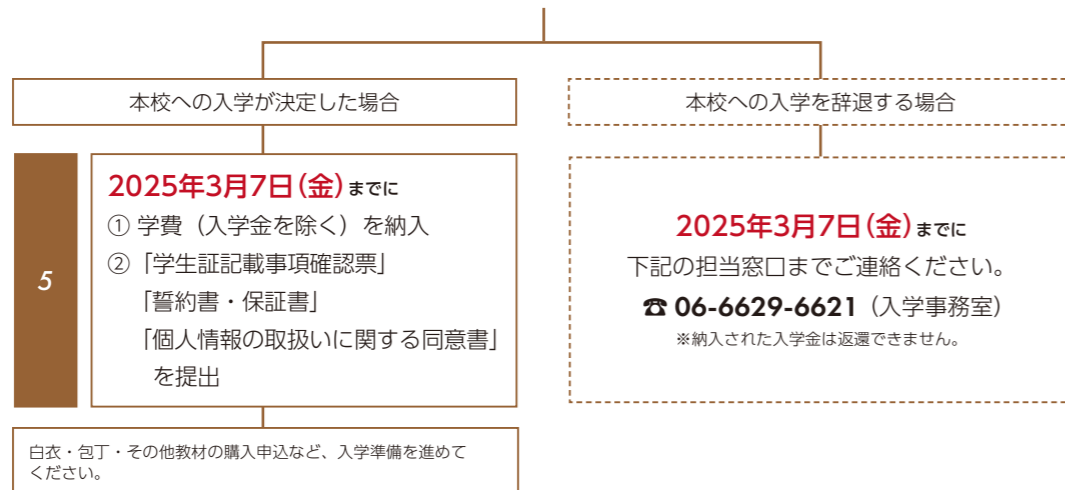 本校への入学が決定した場合
5
2025年3月7日(金)までに
① 学費（入学金を除く）を納入
②「学生証記載事項確認票」
「誓約書・保証書」
「個人情報の取扱いに関する同意書」
を提出
白衣・包丁・その他教材の購入申込など、入学準備を進めて
ください。
本校への入学を辞退する場合
2025年3月7日(金)までに
下記の担当窓口までご連絡ください。
☎ 06-6629-6621（入学事務室）
※納入された入学金は返還できません。